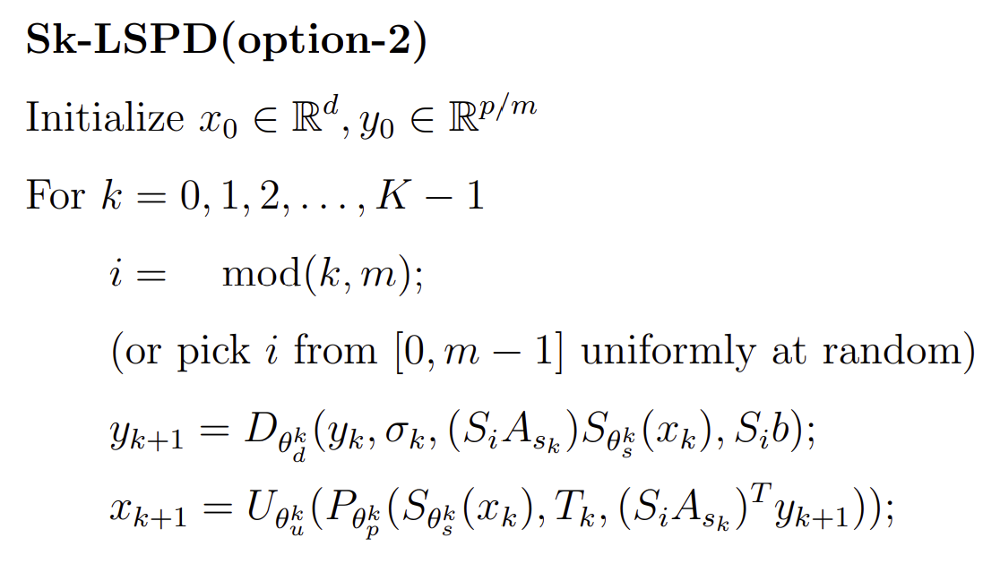 Sk-LSPD(option-2)
Initialize $x_0 \in \mathbb{R}^d, y_0 \in \mathbb{R}^{p/m}$
For $k = 0, 1, 2, \ldots, K - 1$
$i = \quad \mathrm{mod}(k, m);$
(or pick $i$ from $[0, m - 1]$ uniformly at random)
$y_{k+1} = D_{\theta_d^k}(y_k, \sigma_k, (S_i A_{s_k}) S_{\theta_s^k}(x_k), S_i b);$
$x_{k+1} = U_{\theta_u^k}(P_{\theta_p^k}(S_{\theta_s^k}(x_k), T_k, (S_i A_{s_k})^T y_{k+1}));$